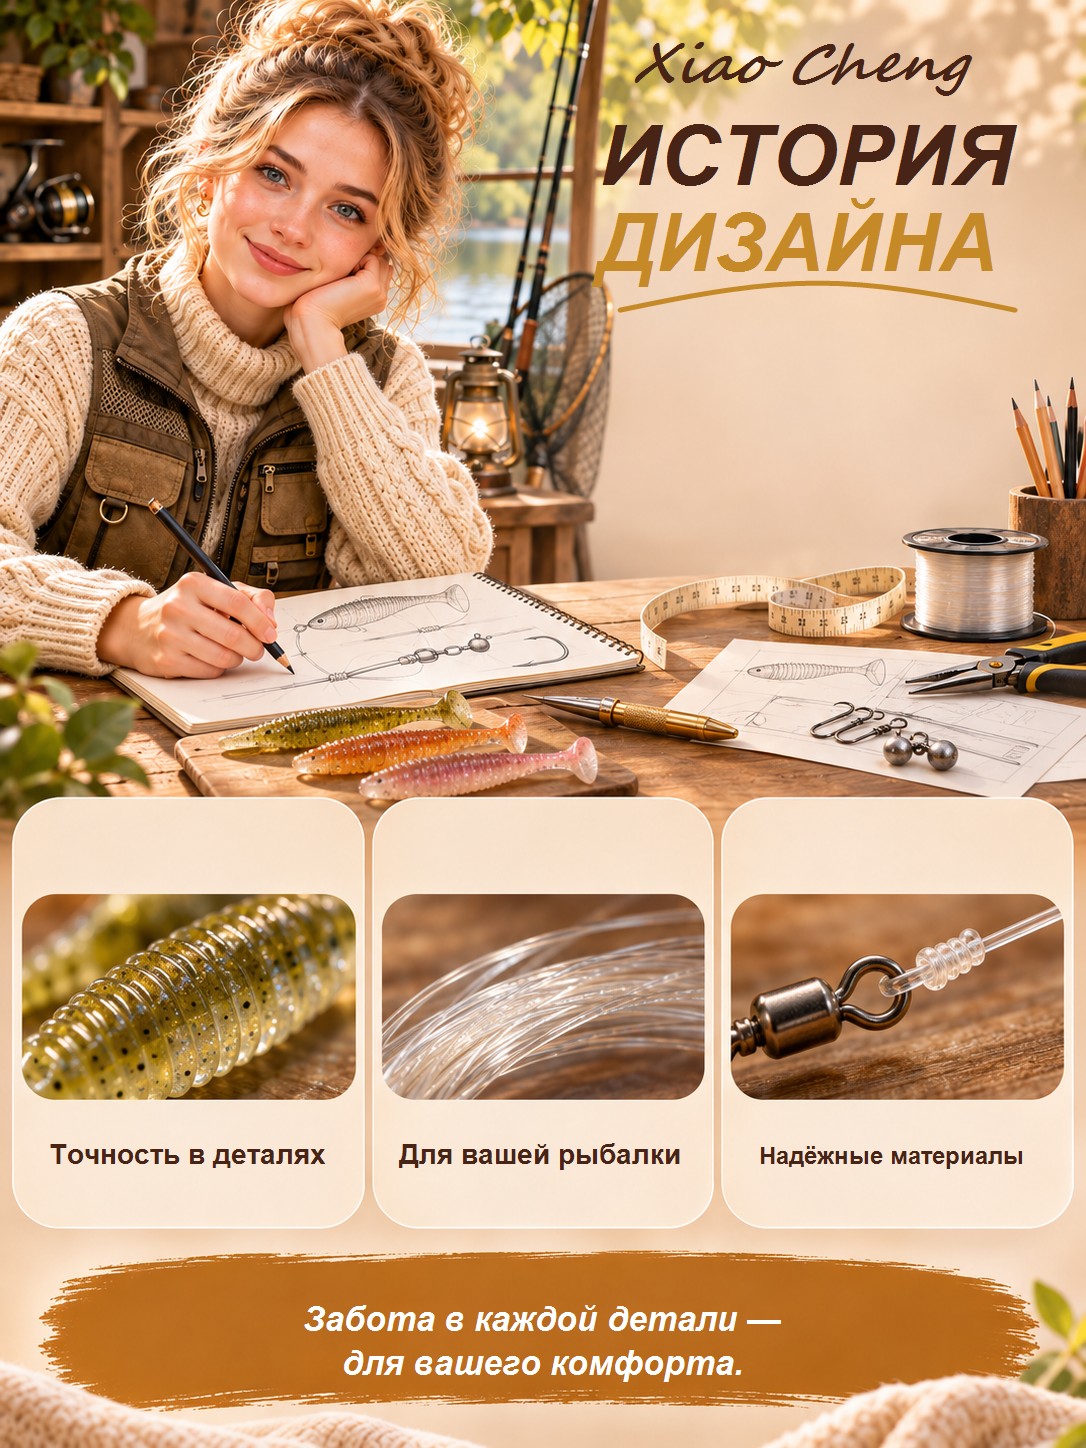 Xiao Cheng
ИСТОРИЯ
ДИЗАЙНА
Точность в деталях
Для вашей рыбалки
Надёжные материалы
Забота в каждой детали —
для вашего комфорта.